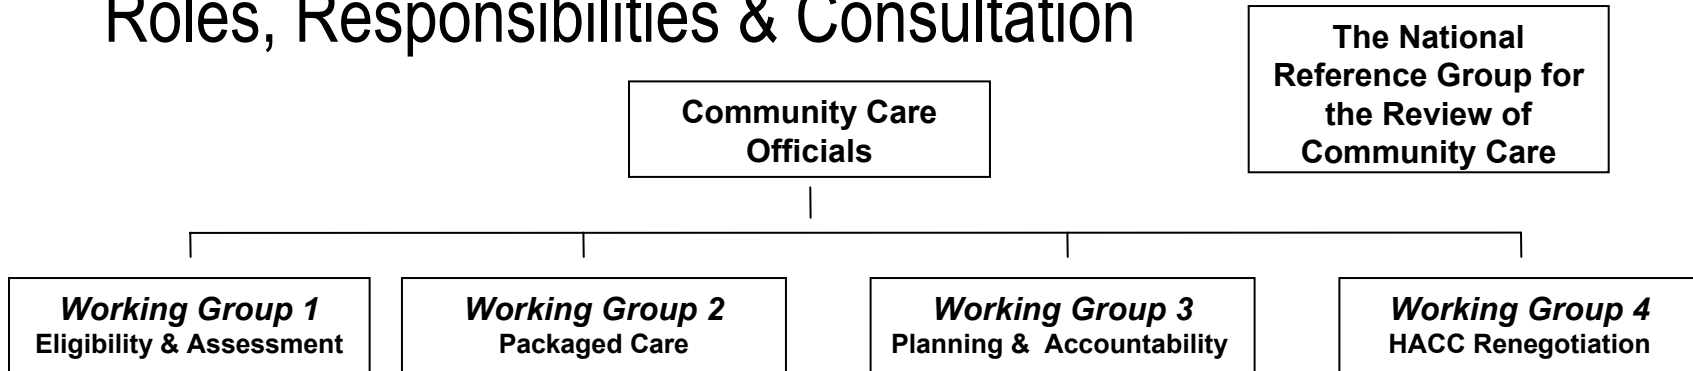 Roles, Responsibilities & Consultation
The National
Reference Group for
the Review of
Community Care
Community Care
Officials
Working Group 1
Eligibility & Assessment
Working Group 2
Packaged Care
Working Group 3
Planning & Accountability
Working Group 4
HACC Renegotiation